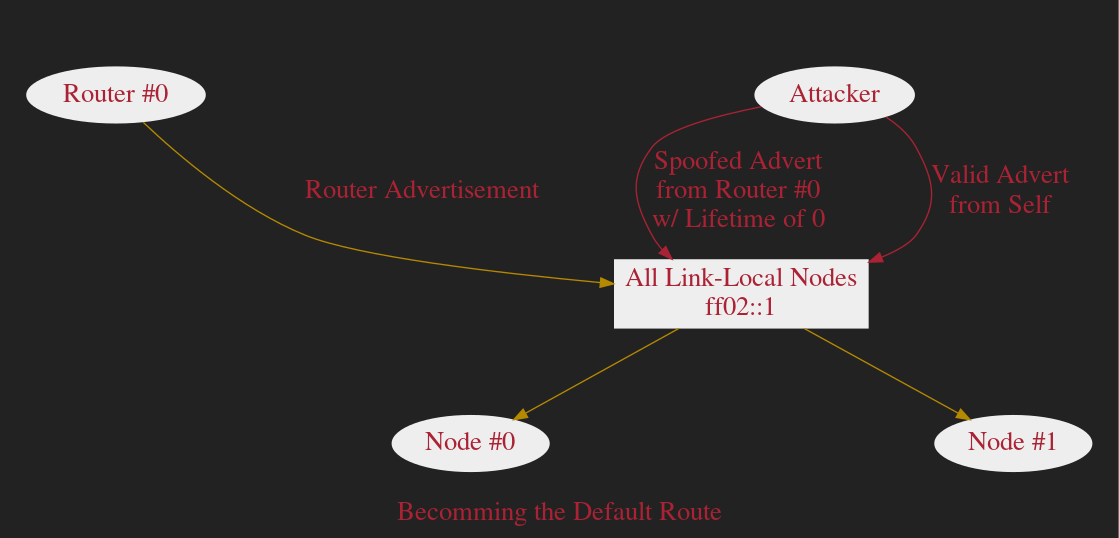 Router #0
Attacker
Router Advertisement
Spoofed Advert
from Router #0
w/ Lifetime of 0
Valid Advert
from Self
All Link-Local Nodes
ff02::1
Node #0
Node #1
Becomming the Default Route